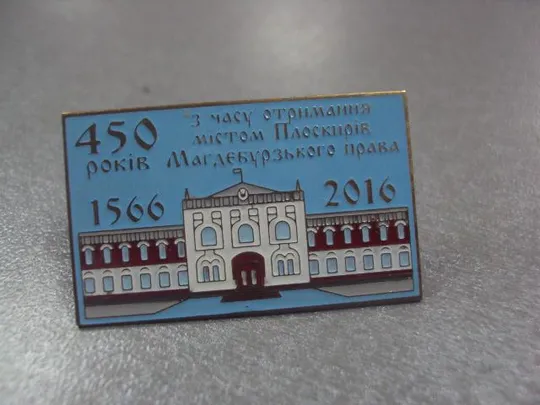 450 з часу отримання
містом Плоскирів
років Магдебурзького права
1566 2016